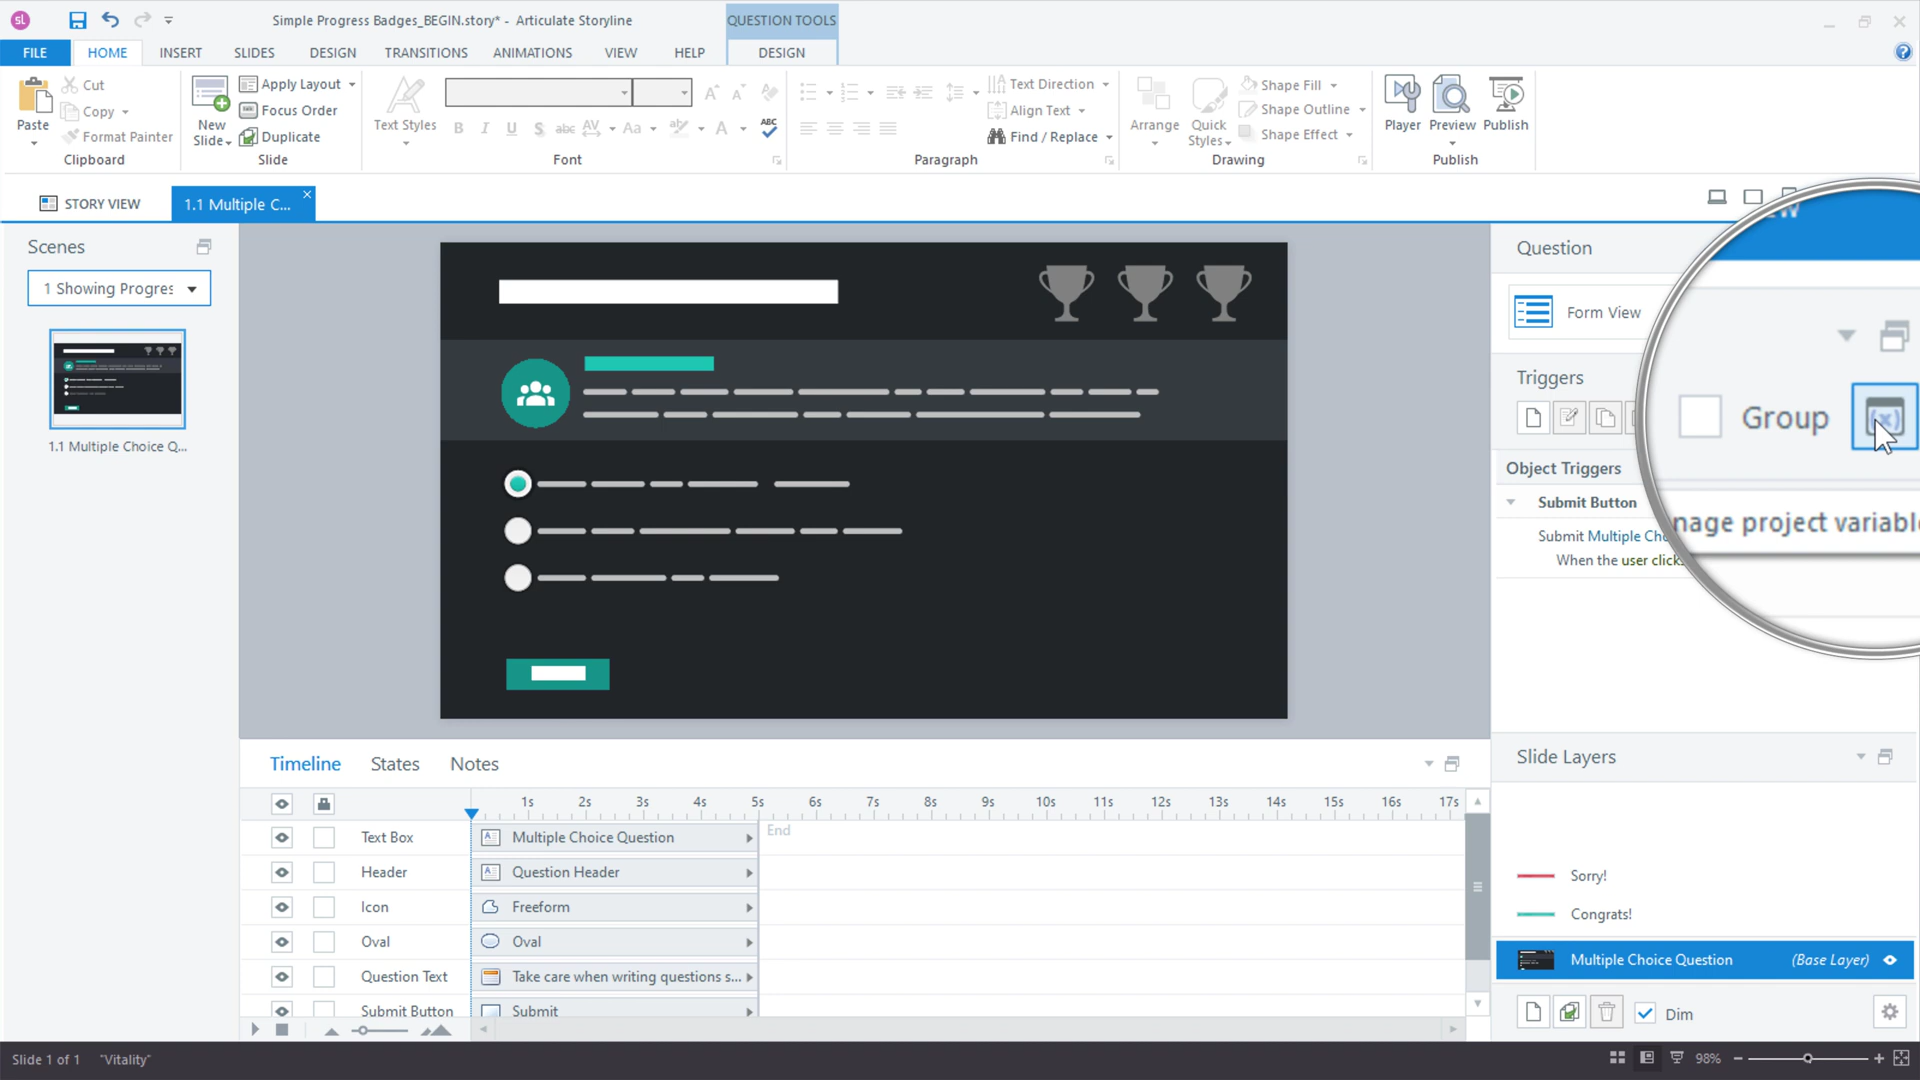 sl
Simple Progress Badges_BEGIN.story* - Articulate Storyline
QUESTION TOOLS
FILE HOME INSERT SLIDES DESIGN TRANSITIONS ANIMATIONS VIEW HELP DESIGN
Paste
Cut
Copy
Format Painter
Clipboard
New Slide
Apply Layout
Focus Order
Duplicate
Slide
Text Styles
B I U S abc AV Aa A ABC
Font
Text Direction
Align Text
Find / Replace
Paragraph
Arrange
Quick Styles
Shape Fill
Shape Outline
Shape Effect
Drawing
Player
Preview
Publish
Publish
STORY VIEW
1.1 Multiple C...
Scenes
1 Showing Progres
1.1 Multiple Choice Q...
Question
Form View
Triggers
Group
(x)
Object Triggers
Submit Button
nage project variabl
Submit Multiple Cho
When the user clicks
Timeline States Notes
1s 2s 3s 4s 5s 6s 7s 8s 9s 10s 11s 12s 13s 14s 15s 16s 17s
End
Text Box Multiple Choice Question
Header Question Header
Icon Freeform
Oval Oval
Question Text Take care when writing questions s...
Submit Button Submit
Slide Layers
Sorry!
Congrats!
Multiple Choice Question (Base Layer)
Dim
Slide 1 of 1 "Vitality"
98%